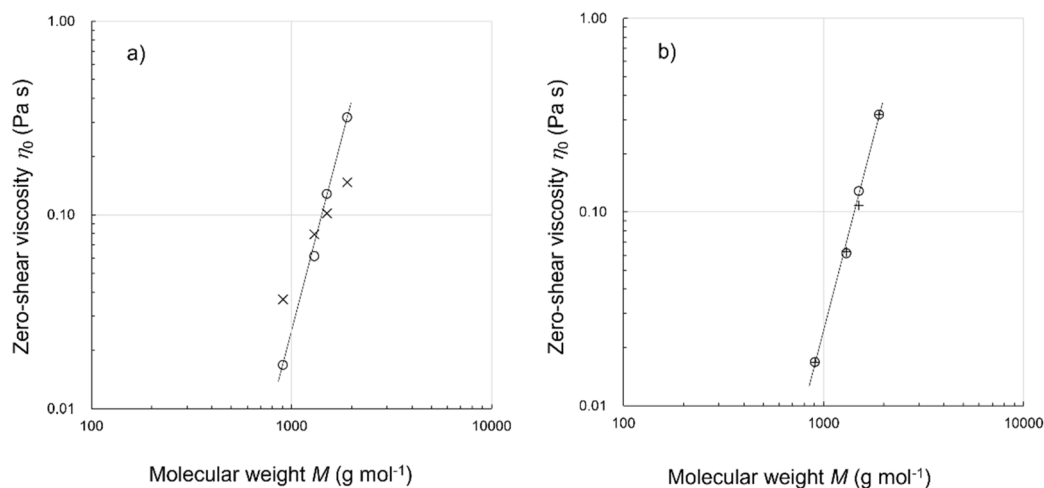 a)
Zero-shear viscosity η₀ (Pa s)
1.00
0.10
0.01
100
1000
10000
Molecular weight M (g mol⁻¹)
b)
Zero-shear viscosity η₀ (Pa s)
1.00
0.10
0.01
100
1000
10000
Molecular weight M (g mol⁻¹)